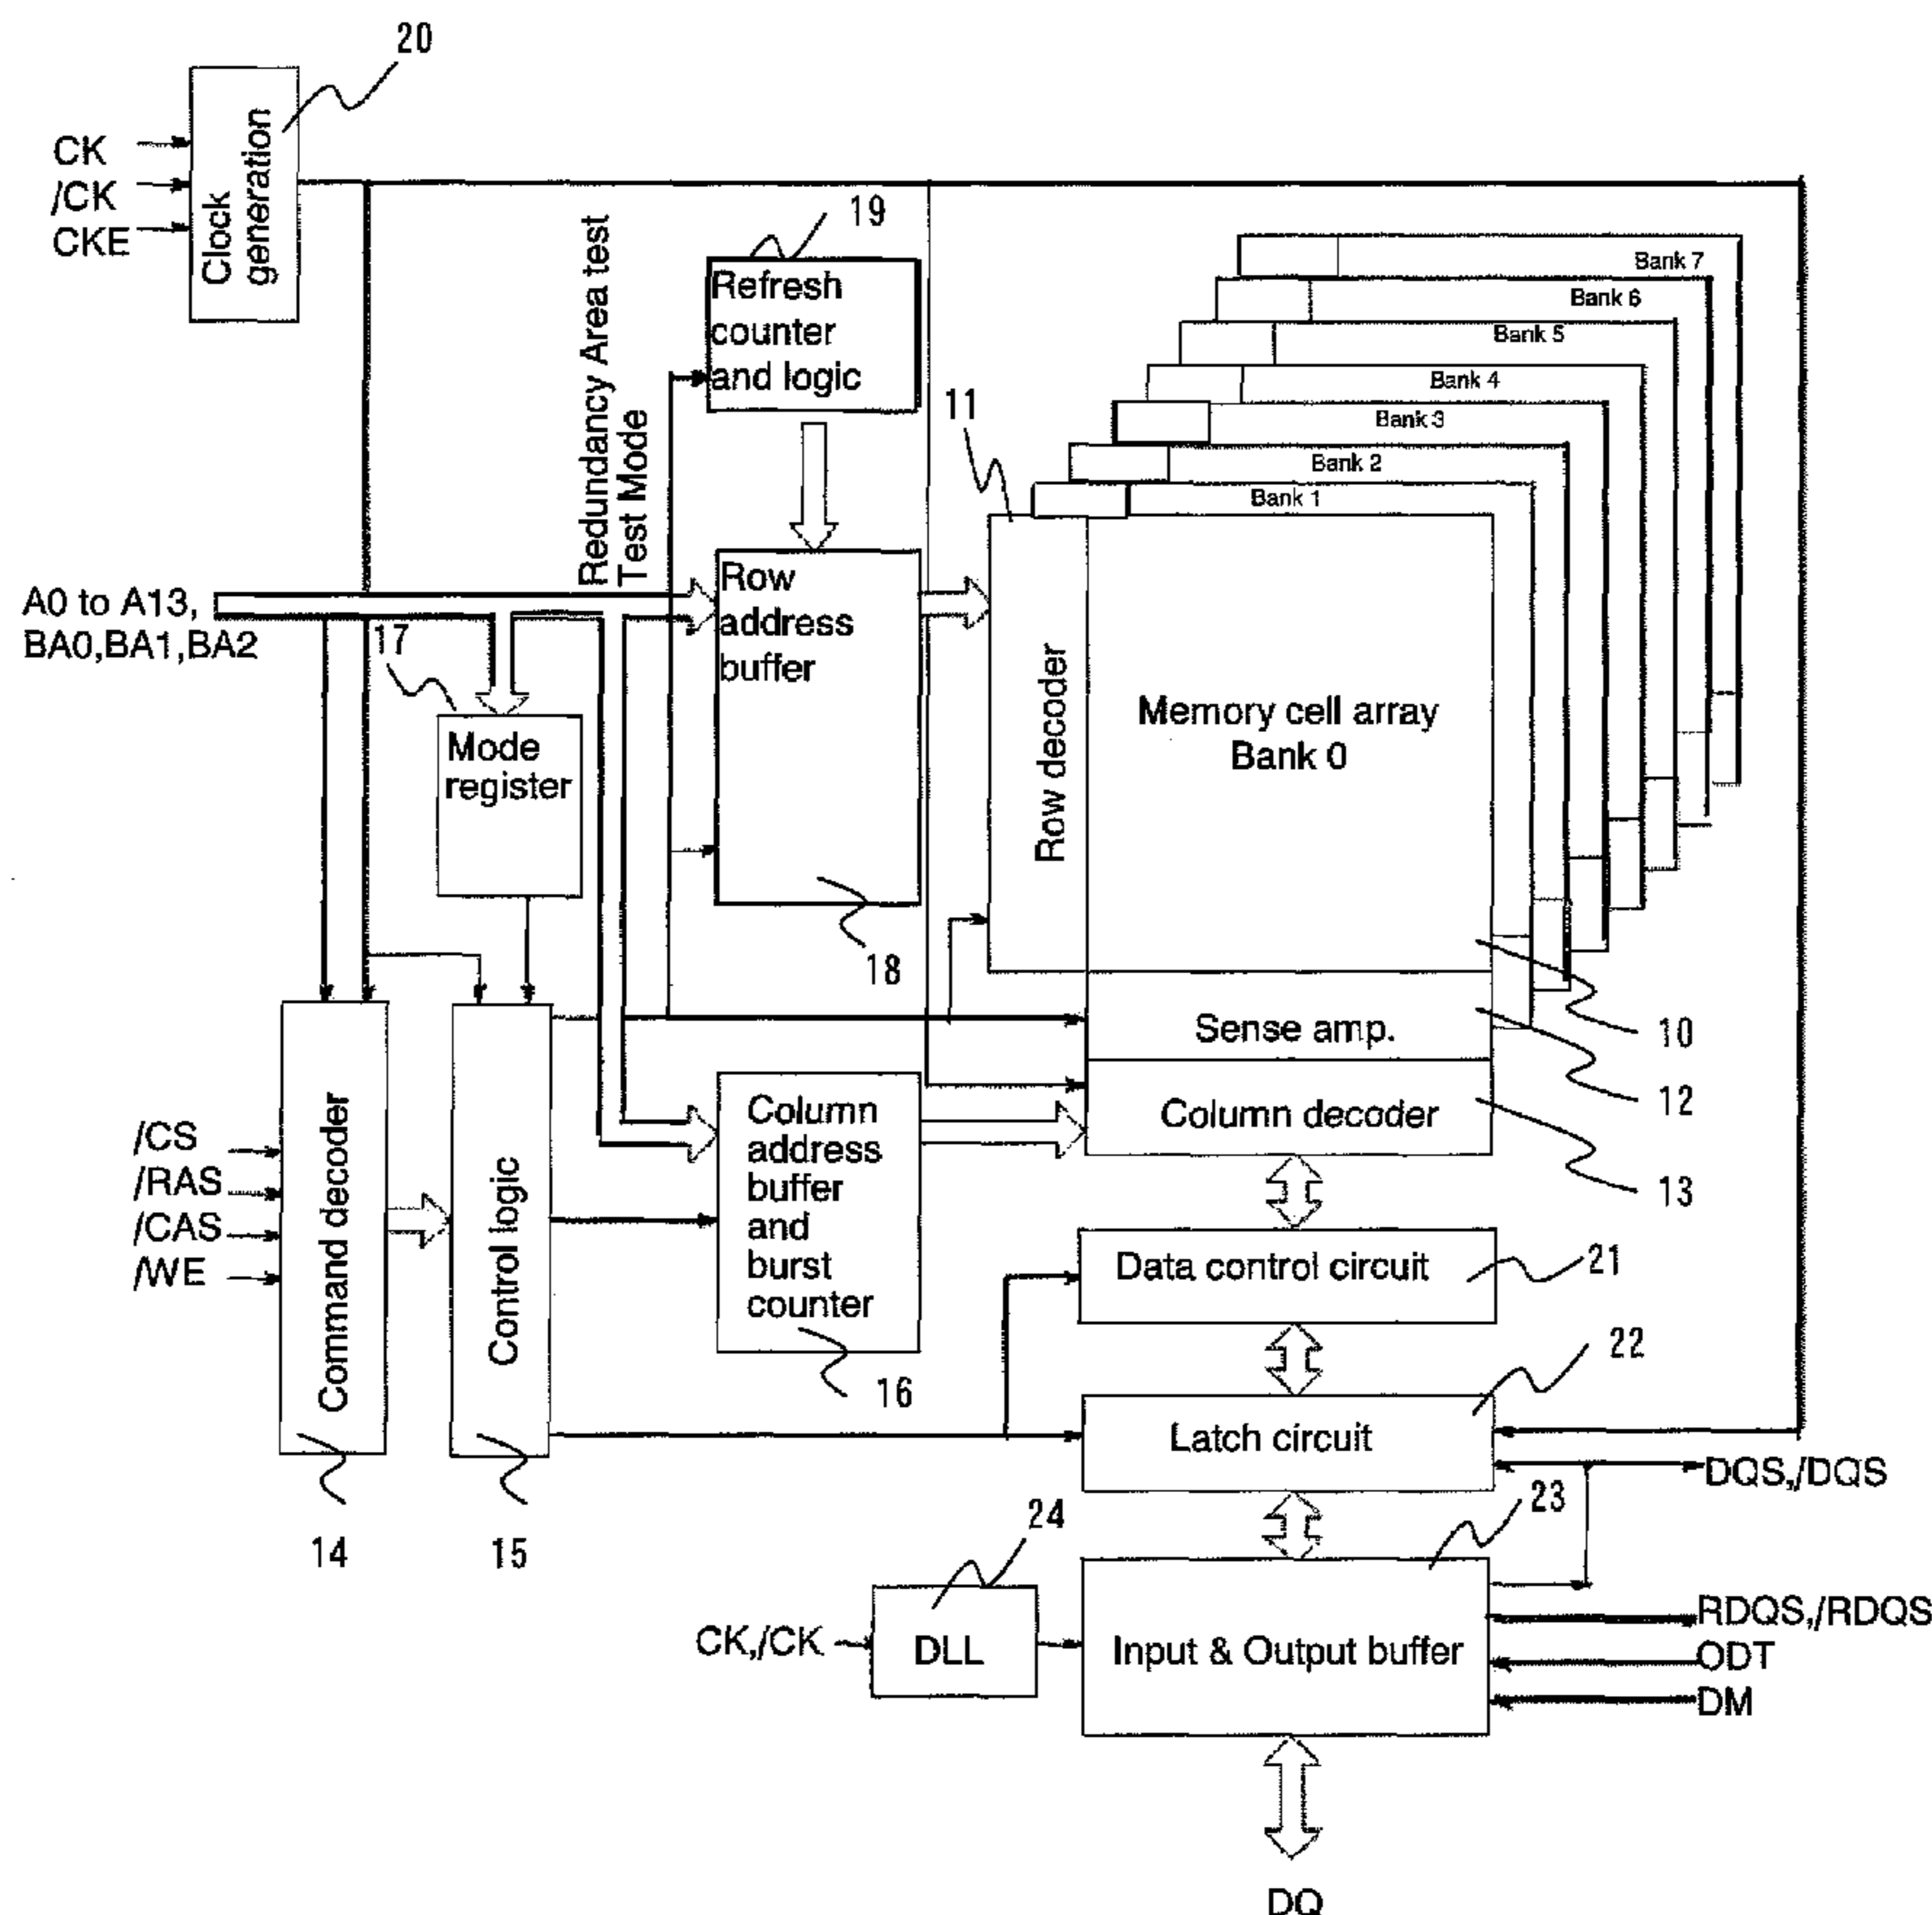 20
CK
/CK
CKE
Clock
generation
Redundancy Area test
Test Mode
19
Refresh
counter
and logic
Bank 7
Bank 6
Bank 5
Bank 4
Bank 3
Bank 2
Bank 1
11
A0 to A13,
BA0,BA1,BA2
17
Mode
register
Row
address
buffer
18
Row decoder
Memory cell array
Bank 0
Sense amp.
Column decoder
10
12
13
/CS
/RAS
/CAS
/WE
Command decoder
14
Control logic
15
Column
address
buffer
and
burst
counter
16
Data control circuit
21
22
Latch circuit
DQS,/DQS
23
24
CK,/CK
DLL
Input & Output buffer
RDQS,/RDQS
ODT
DM
DQ